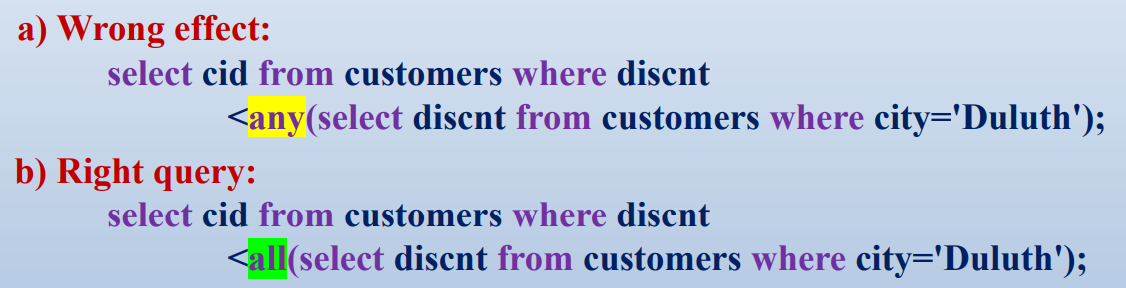 a) Wrong effect:
select cid from customers where discnt
<any(select discnt from customers where city='Duluth');
b) Right query:
select cid from customers where discnt
<all(select discnt from customers where city='Duluth');